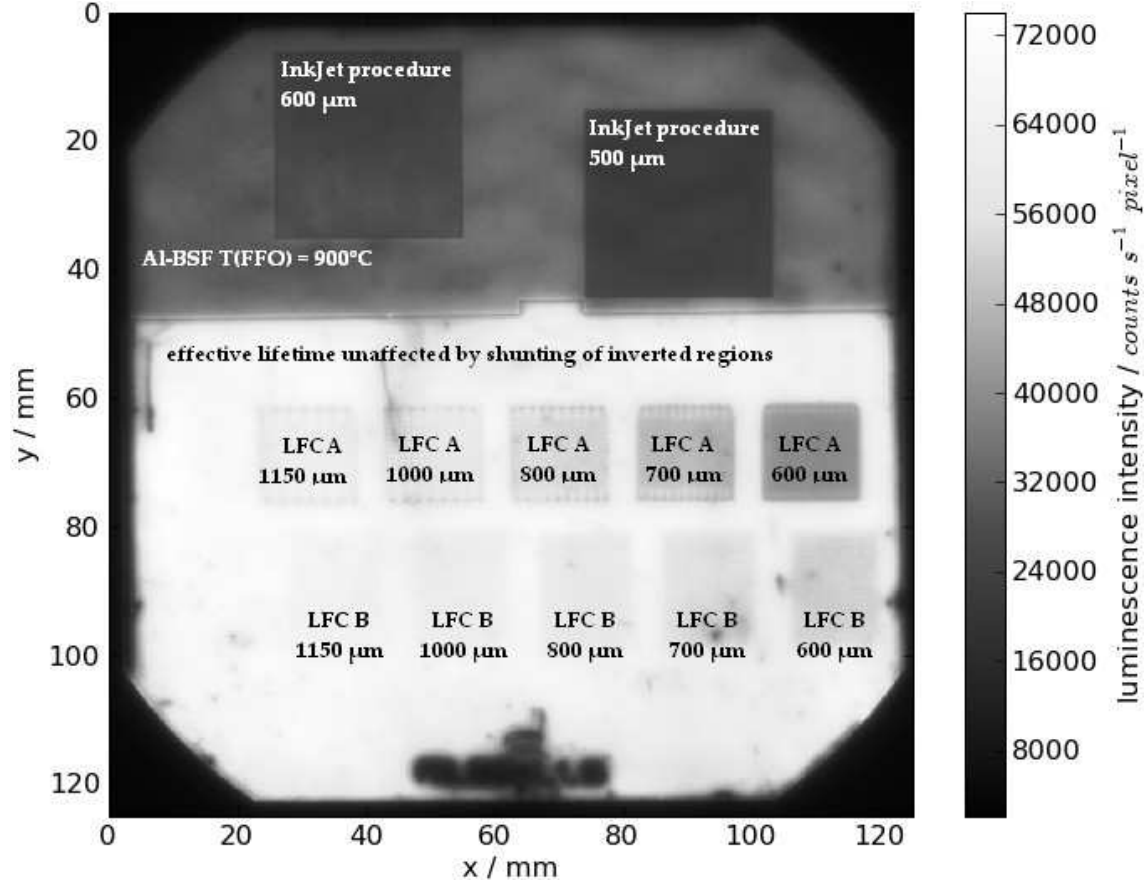 0
20
40
60
80
100
120
y / mm
0
20
40
60
80
100
120
x / mm
InkJet procedure
600 µm
InkJet procedure
500 µm
Al-BSF T(FFO) = 900°C
effective lifetime unaffected by shunting of inverted regions
LFC A
1150 µm
LFC A
1000 µm
LFC A
800 µm
LFC A
700 µm
LFC A
600 µm
LFC B
1150 µm
LFC B
1000 µm
LFC B
800 µm
LFC B
700 µm
LFC B
600 µm
72000
64000
56000
48000
40000
32000
24000
16000
8000
luminescence intensity / counts s⁻¹ pixel⁻¹